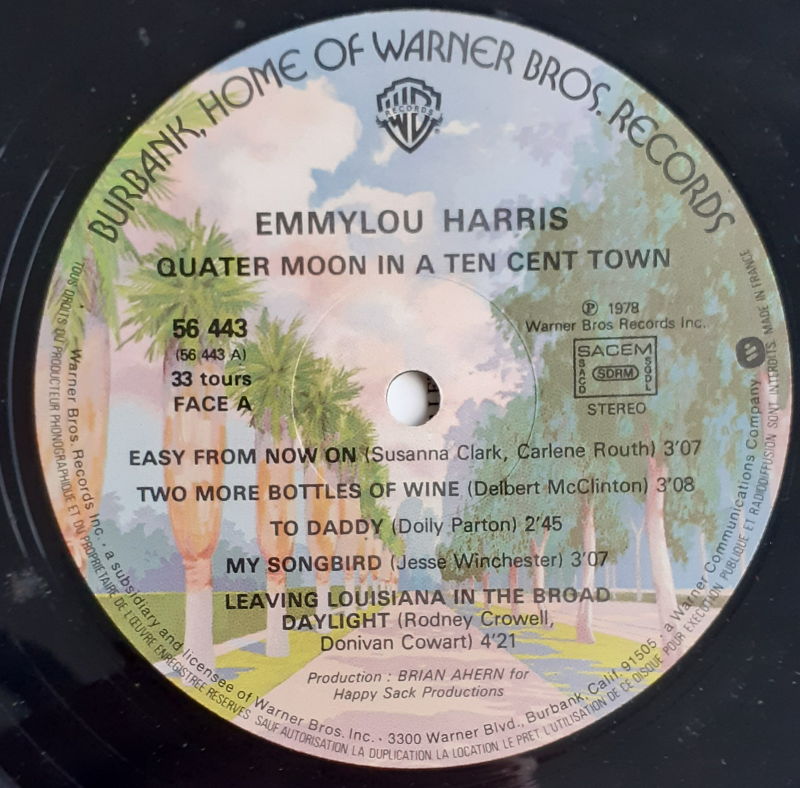 BURBANK, HOME OF WARNER BROS. RECORDS
RECORDS
EMMYLOU HARRIS
QUATER MOON IN A TEN CENT TOWN
56 443
(56 443 A)
33 tours
FACE A
℗ 1978
Warner Bros Records Inc..
SACEM
SACD
SDRM
SGDL
STEREO
EASY FROM NOW ON (Susanna Clark, Carlene Routh) 3'07
TWO MORE BOTTLES OF WINE (Delbert McClinton) 3'08
TO DADDY (Dolly Parton) 2'45
MY SONGBIRD (Jesse Winchester) 3'07
LEAVING LOUISIANA IN THE BROAD
DAYLIGHT (Rodney Crowell,
Donivan Cowart) 4'21
Production : BRIAN AHERN for
Happy Sack Productions
Warner Bros. Records Inc. · a subsidiary and licensee of Warner Bros. Inc. · 3300 Warner Blvd., Burbank, Calif. 91505 · a Warner Communications Company
TOUS DROITS DU PRODUCTEUR PHONOGRAPHIQUE ET DU PROPRIETAIRE DE L'ŒUVRE ENREGISTREE RESERVES SAUF AUTORISATION LA DUPLICATION, LA LOCATION, LE PRET, L'UTILISATION DE CE DISQUE POUR EXECUTION PUBLIQUE ET RADIODIFFUSION SONT INTERDITS. MADE IN FRANCE